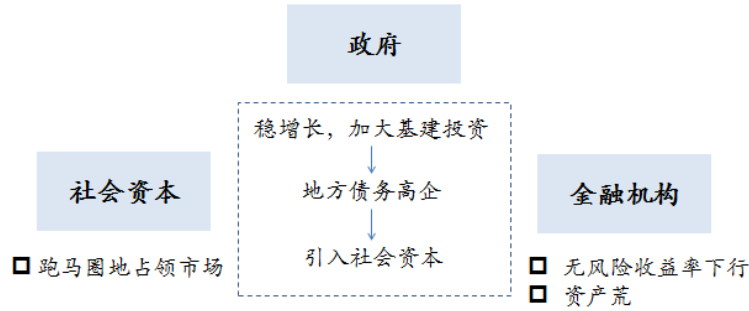 政府
稳增长，加大基建投资
地方债务高企
引入社会资本
社会资本
跑马圈地占领市场
金融机构
无风险收益率下行
资产荒